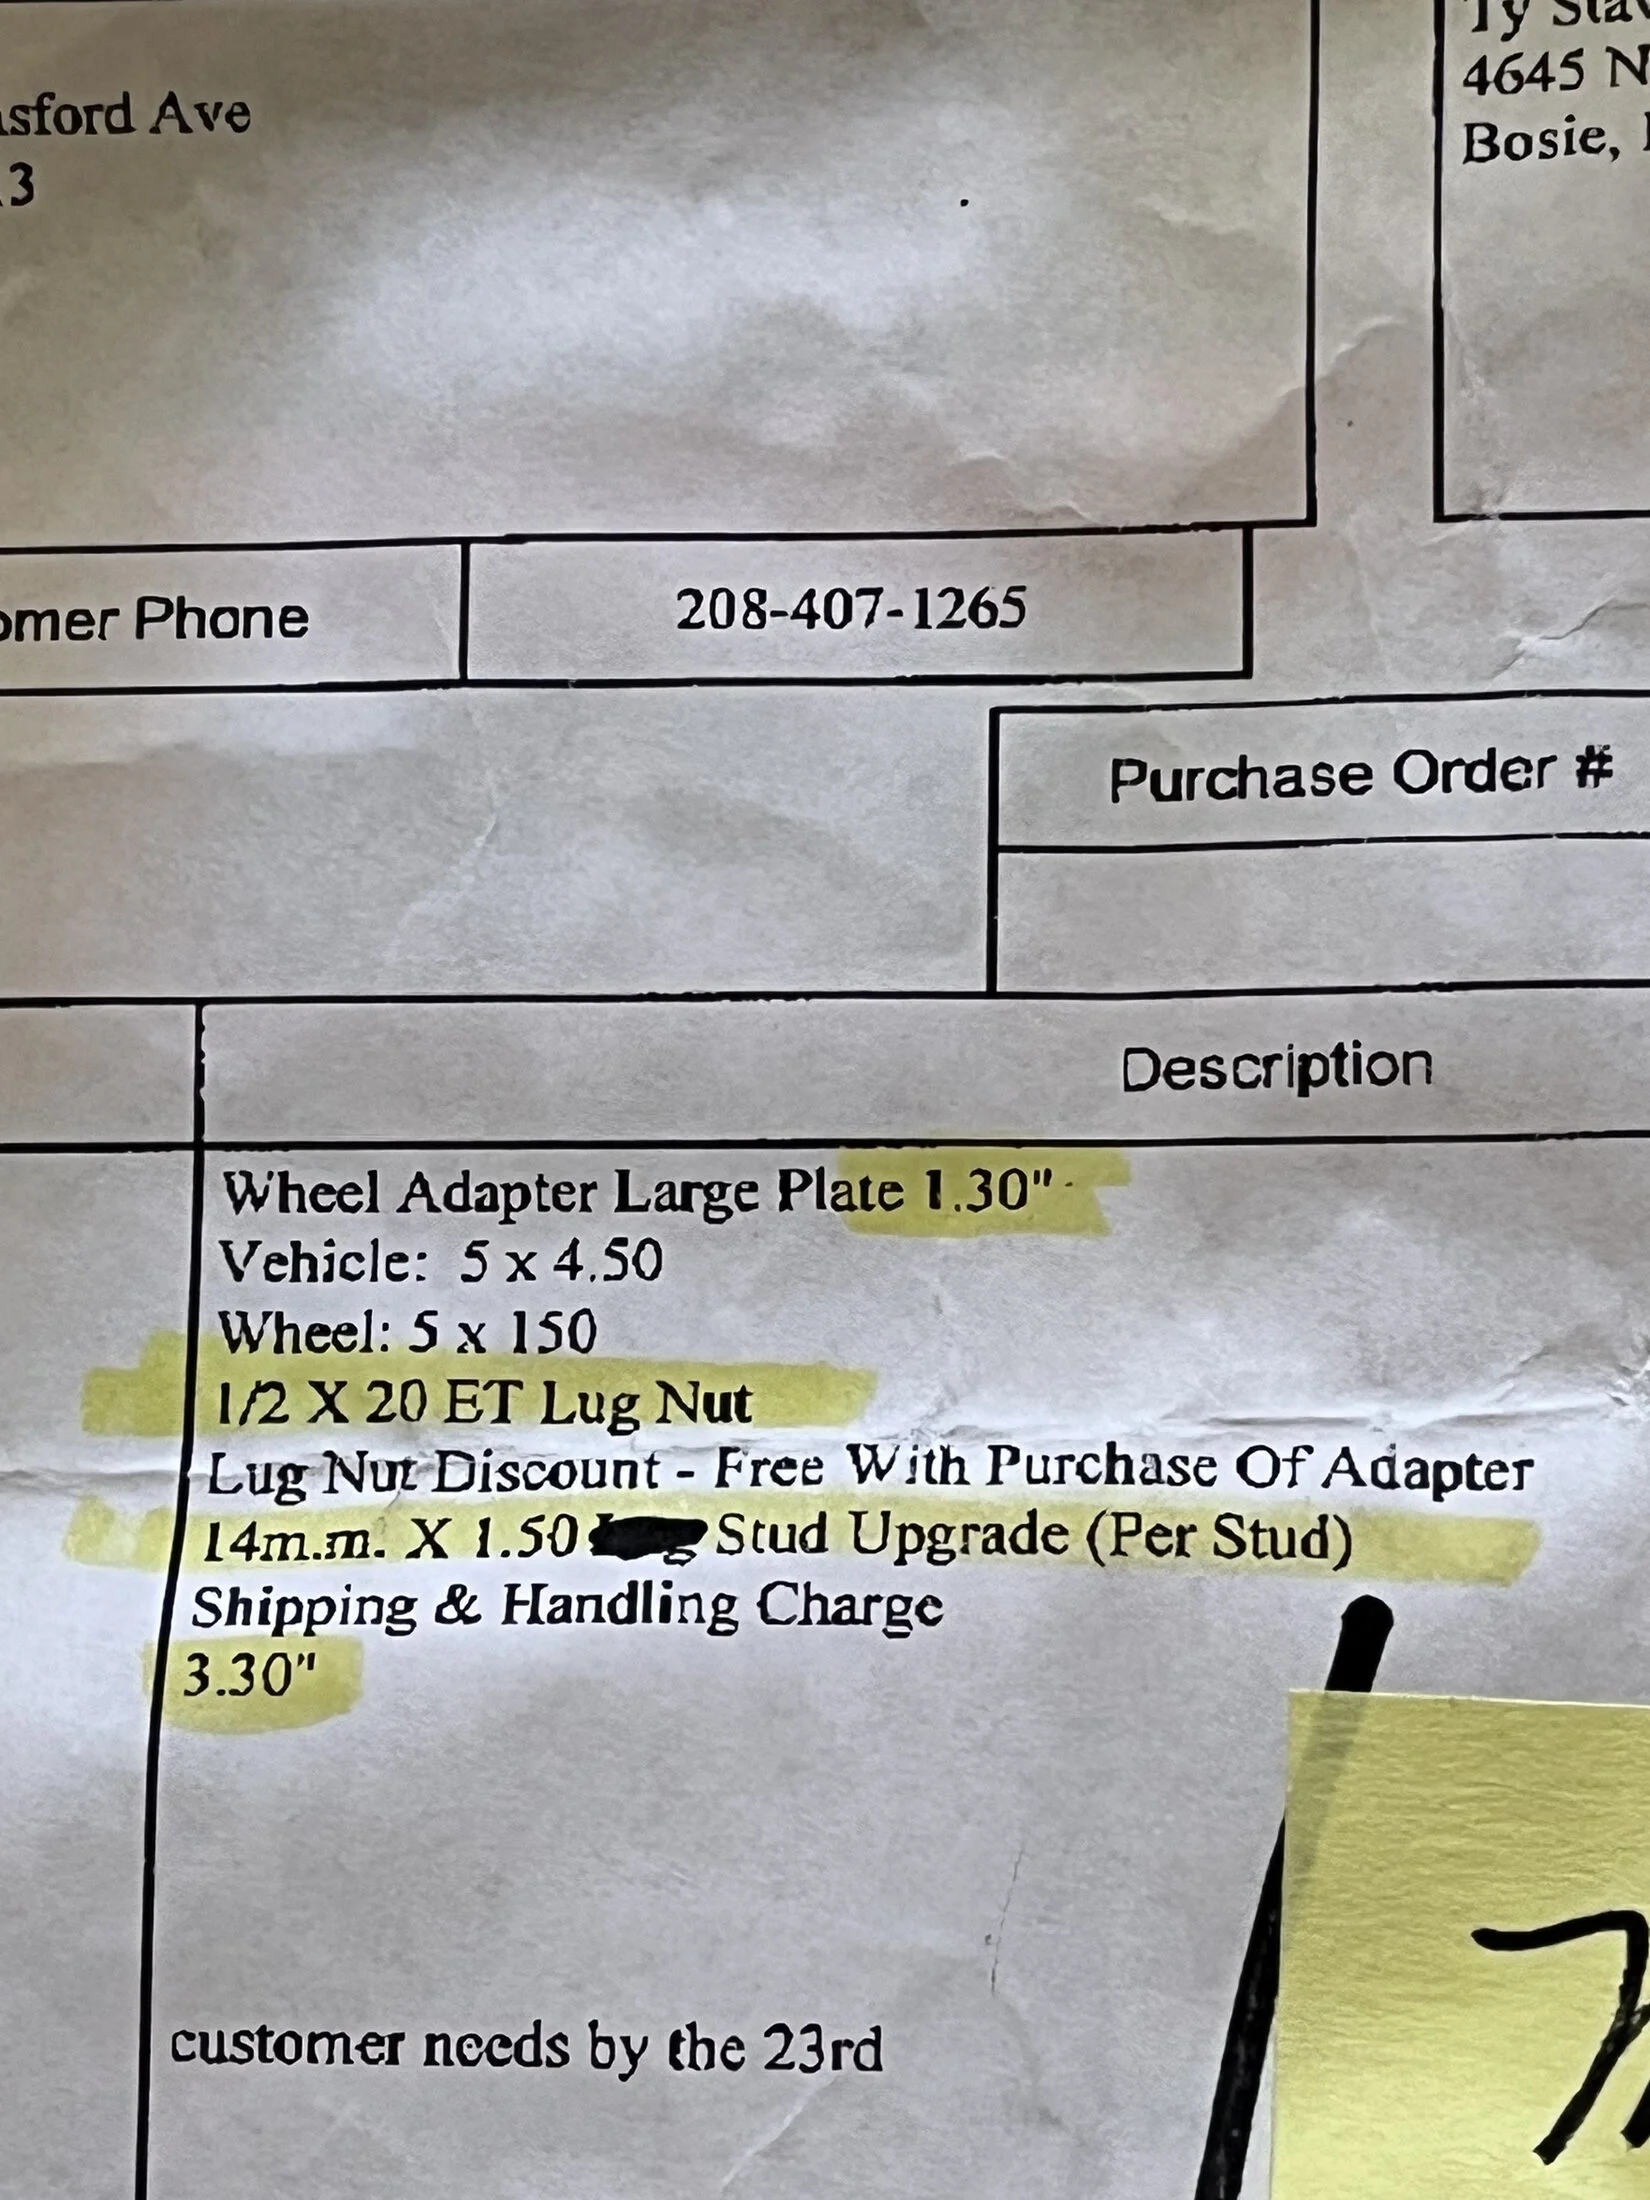 Ty
4645 N
sford Ave
Bosie,
3
omer Phone
208-407-1265
Purchase Order #
Description
Wheel Adapter Large Plate 1.30"
Vehicle: 5 x 4.50
Wheel: 5 x 150
1/2 X 20 ET Lug Nut
Lug Nut Discount - Free With Purchase Of Adapter
14m.m. X 1.50 Stud Upgrade (Per Stud)
Shipping & Handling Charge
3.30"
customer needs by the 23rd